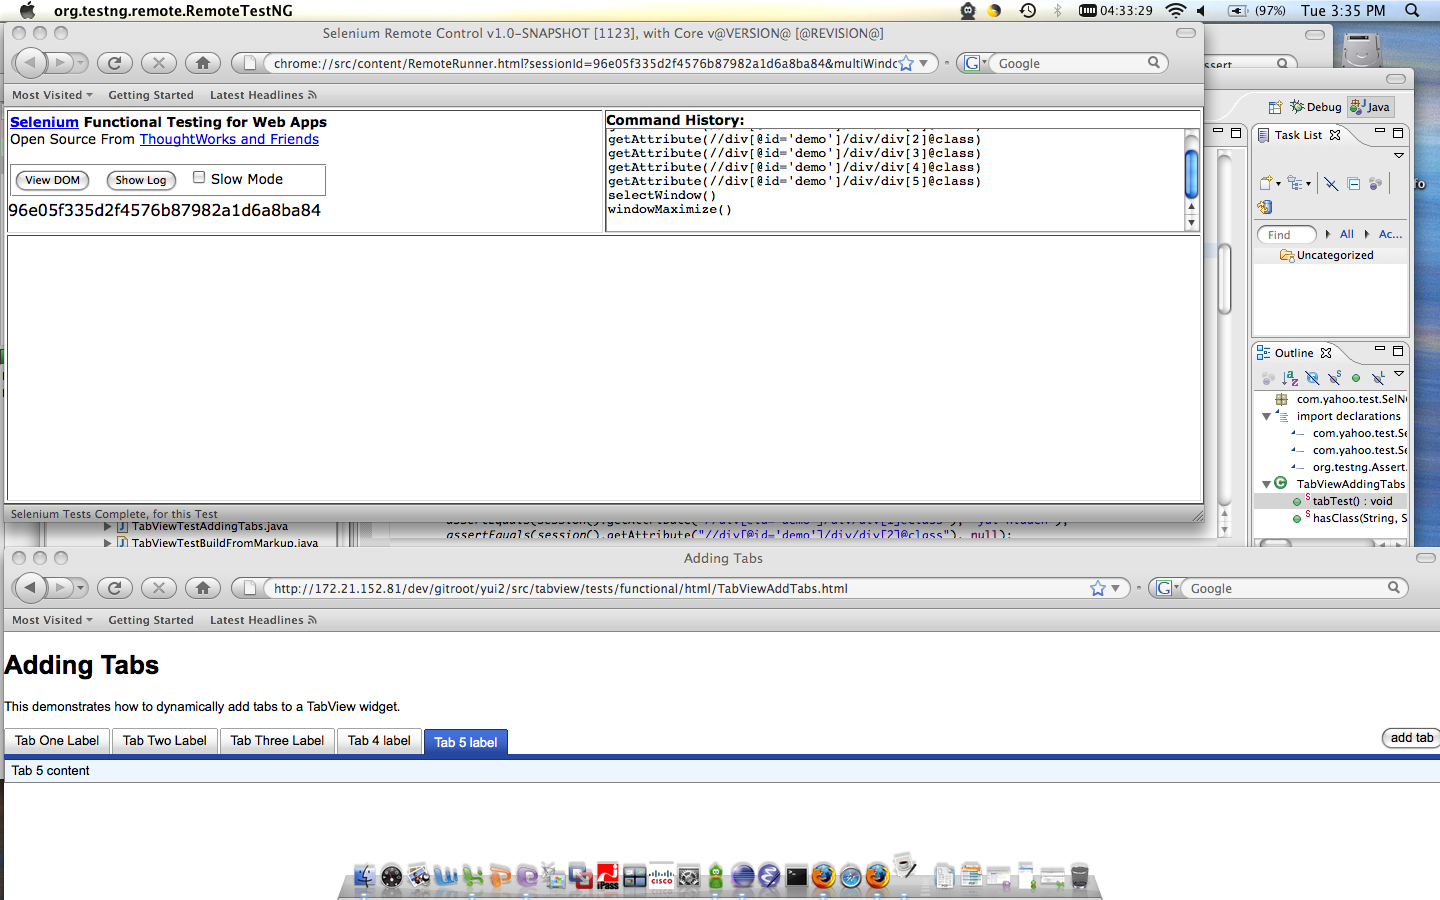 org.testng.remote.RemoteTestNG
04:33:29
(97%)
Tue 3:35 PM
Selenium Remote Control v1.0-SNAPSHOT [1123], with Core v@VERSION@ [@REVISION@]
chrome://src/content/RemoteRunner.html?sessionId=96e05f335d2f4576b87982a1d6a8ba84&multiWindo
Google
Most Visited
Getting Started
Latest Headlines
Selenium Functional Testing for Web Apps
Open Source From ThoughtWorks and Friends
View DOM
Show Log
Slow Mode
96e05f335d2f4576b87982a1d6a8ba84
Command History:
getAttribute(//div[@id='demo']/div/div[2]@class)
getAttribute(//div[@id='demo']/div/div[3]@class)
getAttribute(//div[@id='demo']/div/div[4]@class)
getAttribute(//div[@id='demo']/div/div[5]@class)
selectWindow()
windowMaximize()
Selenium Tests Complete, for this Test
Debug
Java
Task List
Find
All
Ac...
Uncategorized
Outline
com.yahoo.test.SelNG
import declarations
com.yahoo.test.Se
com.yahoo.test.Se
org.testng.Assert.
TabViewAddingTabs
tabTest() : void
hasClass(String, S
TabViewTestAddingTabs.java
TabViewTestBuildFromMarkup.java
assertEquals(session().getAttribute("//div[@id='demo']/div/div[2]@class"), null);
Adding Tabs
http://172.21.152.81/dev/gitroot/yui2/src/tabview/tests/functional/html/TabViewAddTabs.html
Google
Most Visited
Getting Started
Latest Headlines
Adding Tabs
This demonstrates how to dynamically add tabs to a TabView widget.
Tab One Label
Tab Two Label
Tab Three Label
Tab 4 label
Tab 5 label
add tab
Tab 5 content
iPass
CISCO